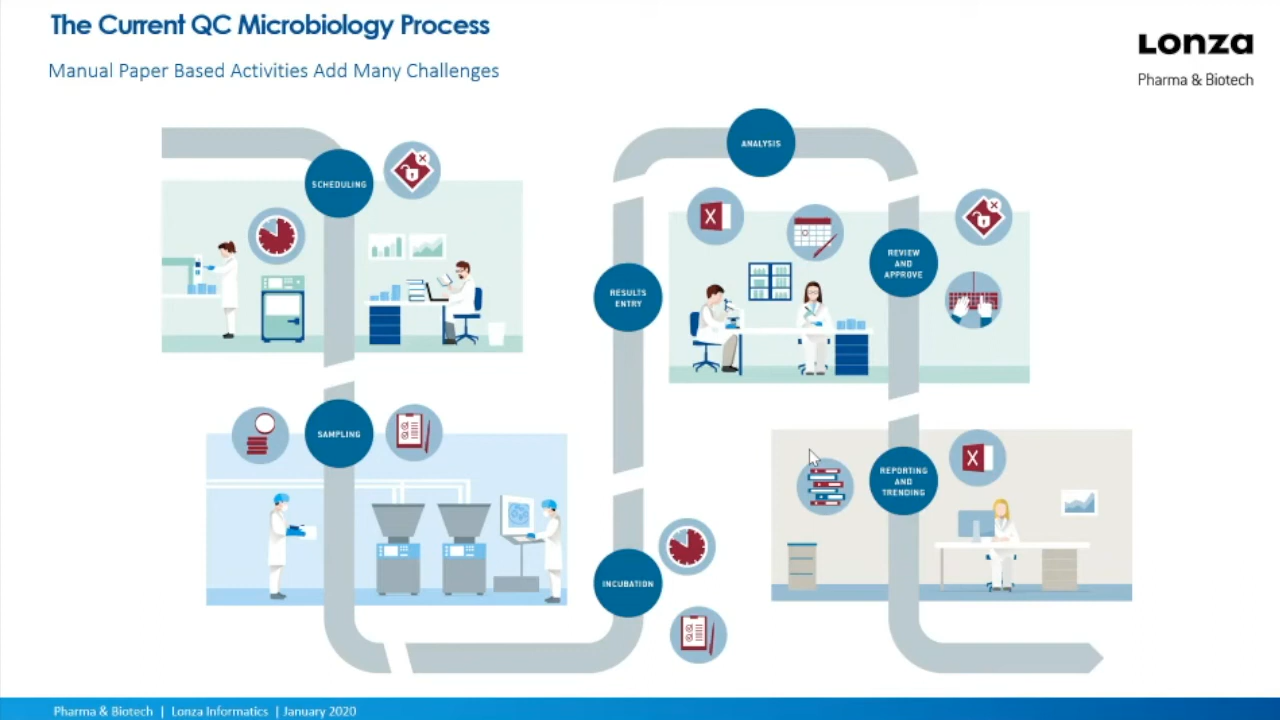 The Current QC Microbiology Process
Manual Paper Based Activities Add Many Challenges
Lonza
Pharma & Biotech
SCHEDULING
SAMPLING
INCUBATION
RESULTS
ENTRY
ANALYSIS
X
REVIEW
AND
APPROVE
REPORTING
AND
TRENDING
X
Pharma & Biotech | Lonza Informatics | January 2020